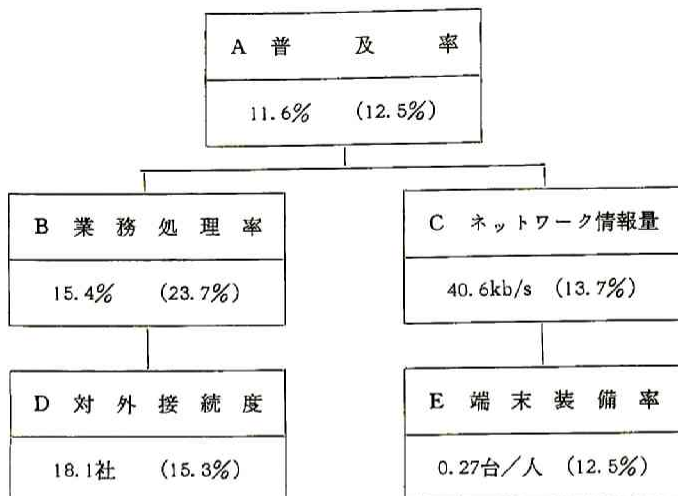 A 普及率
11.6% (12.5%)
B 業務処理率
15.4% (23.7%)
C ネットワーク情報量
40.6kb/s (13.7%)
D 対外接続度
18.1社 (15.3%)
E 端末装備率
0.27台/人 (12.5%)